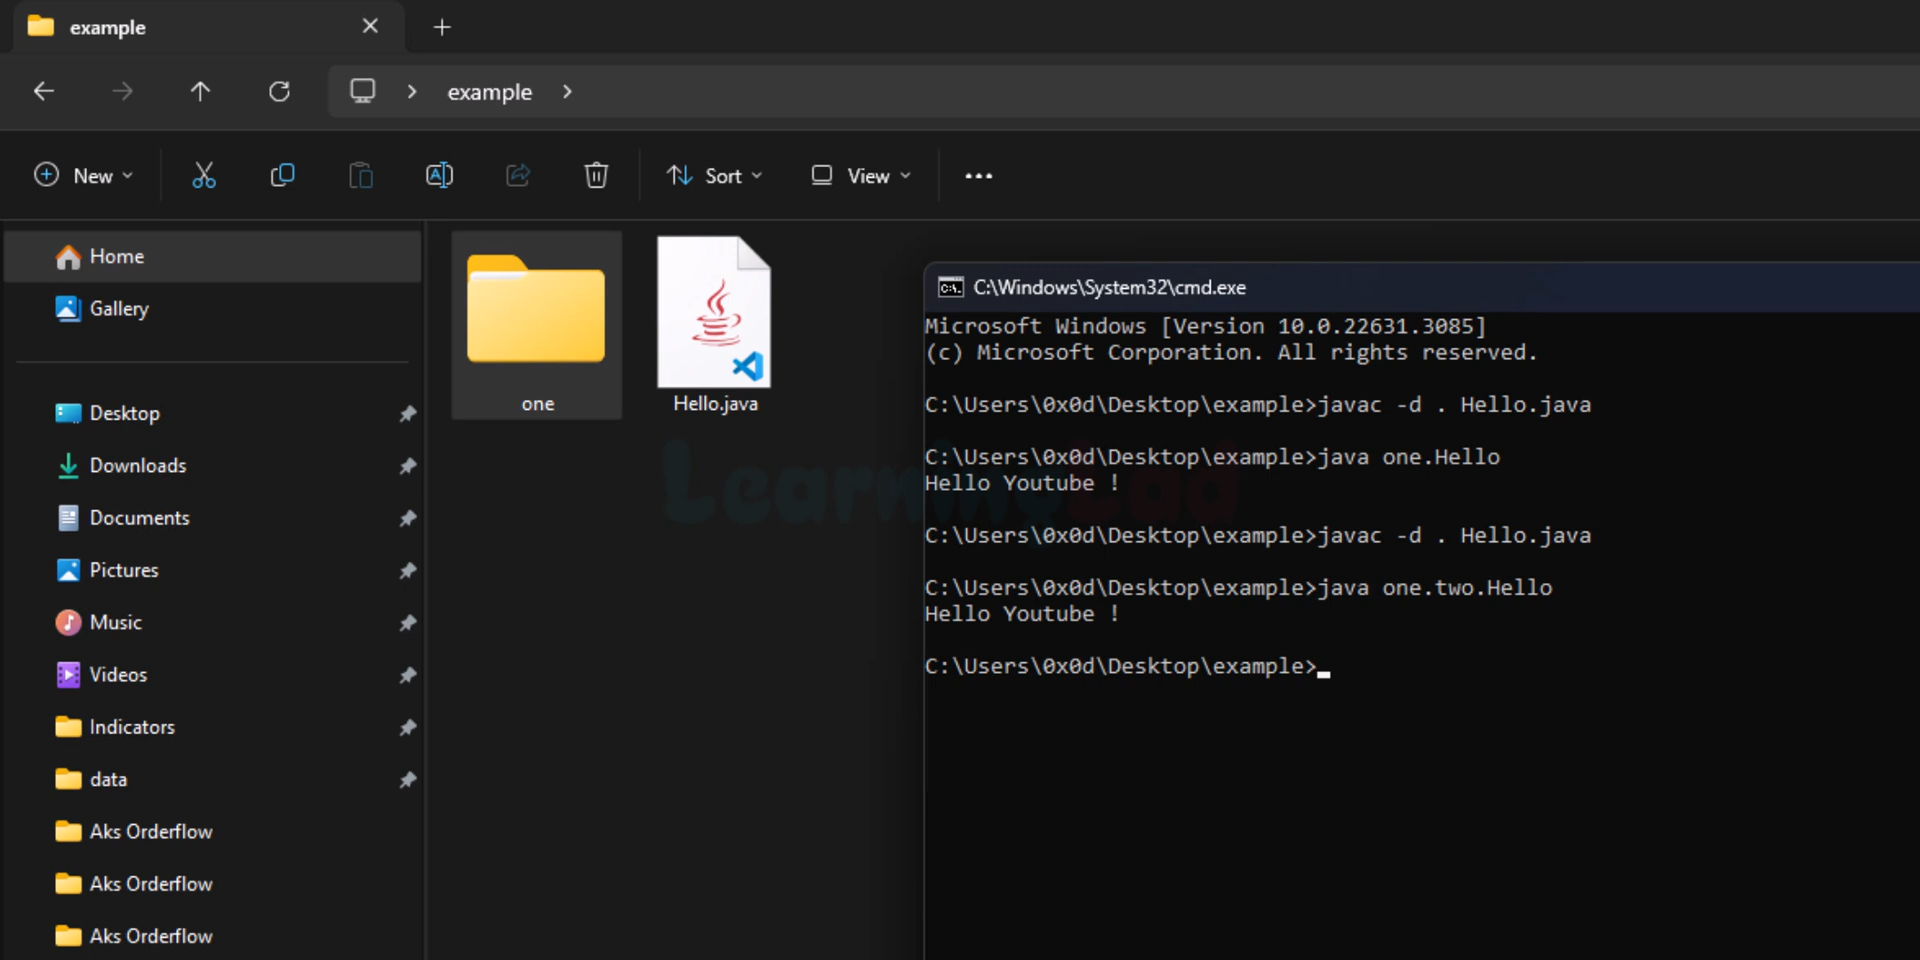 example
example
New
Sort
View
Home
Gallery
Desktop
Downloads
Documents
Pictures
Music
Videos
Indicators
data
Aks Orderflow
Aks Orderflow
Aks Orderflow
one
Hello.java
LearningLad
C:\Windows\System32\cmd.exe
Microsoft Windows [Version 10.0.22631.3085]
(c) Microsoft Corporation. All rights reserved.
C:\Users\0x0d\Desktop\example>javac -d . Hello.java
C:\Users\0x0d\Desktop\example>java one.Hello
Hello Youtube !
C:\Users\0x0d\Desktop\example>javac -d . Hello.java
C:\Users\0x0d\Desktop\example>java one.two.Hello
Hello Youtube !
C:\Users\0x0d\Desktop\example>